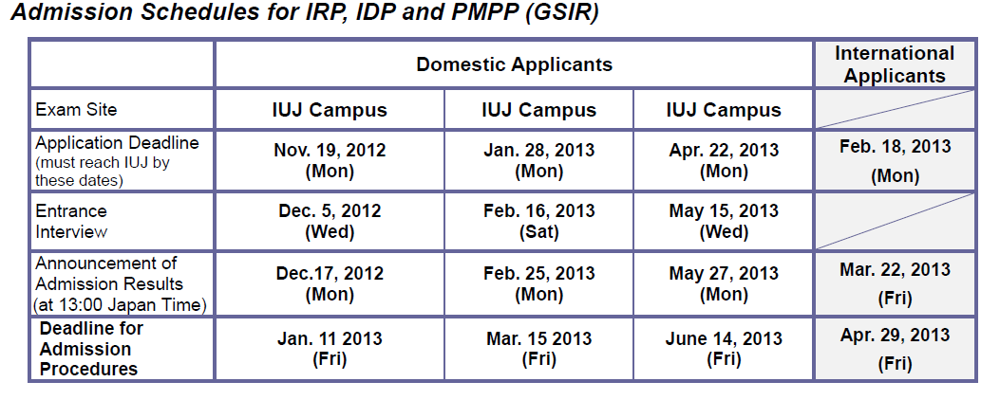 Admission Schedules for IRP, IDP and PMPP (GSIR)
Domestic Applicants
International
Applicants
Exam Site
IUJ Campus
IUJ Campus
IUJ Campus
Application Deadline
(must reach IUJ by
these dates)
Nov. 19, 2012
(Mon)
Jan. 28, 2013
(Mon)
Apr. 22, 2013
(Mon)
Feb. 18, 2013
(Mon)
Entrance
Interview
Dec. 5, 2012
(Wed)
Feb. 16, 2013
(Sat)
May 15, 2013
(Wed)
Announcement of
Admission Results
(at 13:00 Japan Time)
Dec.17, 2012
(Mon)
Feb. 25, 2013
(Mon)
May 27, 2013
(Mon)
Mar. 22, 2013
(Fri)
Deadline for
Admission
Procedures
Jan. 11 2013
(Fri)
Mar. 15 2013
(Fri)
June 14, 2013
(Fri)
Apr. 29, 2013
(Fri)